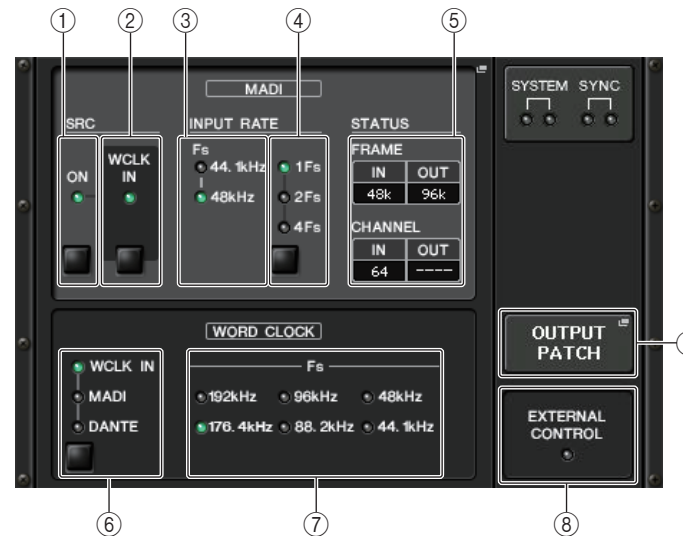 ① ② ③ ④ ⑤
MADI
SYSTEM SYNC
SRC
INPUT RATE
STATUS
ON
WCLK
IN
Fs
44.1kHz
48kHz
1Fs
2Fs
4Fs
FRAME
IN OUT
48k 96k
CHANNEL
IN OUT
64 ----
WORD CLOCK
WCLK IN
MADI
DANTE
Fs
192kHz 96kHz 48kHz
176.4kHz 88.2kHz 44.1kHz
OUTPUT
PATCH
EXTERNAL
CONTROL
⑥ ⑦ ⑧